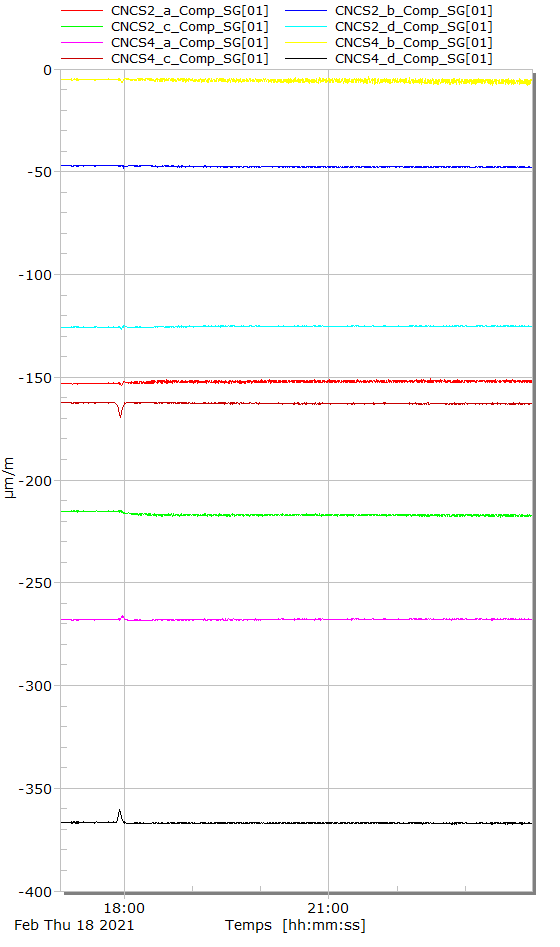 CNCS2_a_Comp_SG[01] CNCS2_b_Comp_SG[01]
CNCS2_c_Comp_SG[01] CNCS2_d_Comp_SG[01]
CNCS4_a_Comp_SG[01] CNCS4_b_Comp_SG[01]
CNCS4_c_Comp_SG[01] CNCS4_d_Comp_SG[01]
0
-50
-100
-150
-200
-250
-300
-350
-400
µm/m
18:00 21:00
Feb Thu 18 2021 Temps [hh:mm:ss]